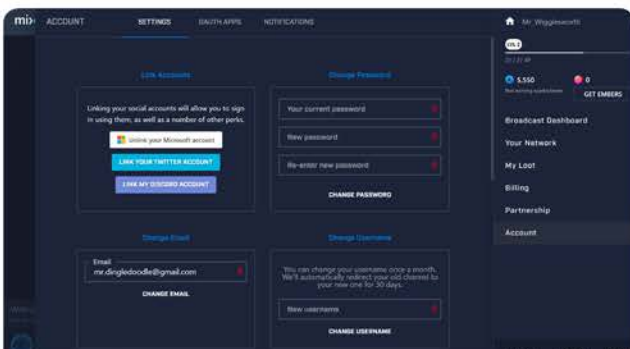 mix
ACCOUNT
SETTINGS
OAUTH APPS
NOTIFICATIONS
Link Accounts
Linking your social accounts will allow you to sign
in using them, as well as a number of other perks.
Unlink your Microsoft account
LINK YOUR TWITTER ACCOUNT
LINK MY DISCORD ACCOUNT
Change Password
Your current password
New password
Re-enter new password
CHANGE PASSWORD
Change Email
Email
mr.dingledoodle@gmail.com
CHANGE EMAIL
Change Username
You can change your username once a month.
We'll automatically redirect your old channel to
your new one for 30 days.
New username
CHANGE USERNAME
Mr_Wigglesworth
5,550
0
GET EMBERS
Broadcast Dashboard
Your Network
My Loot
Billing
Partnership
Account